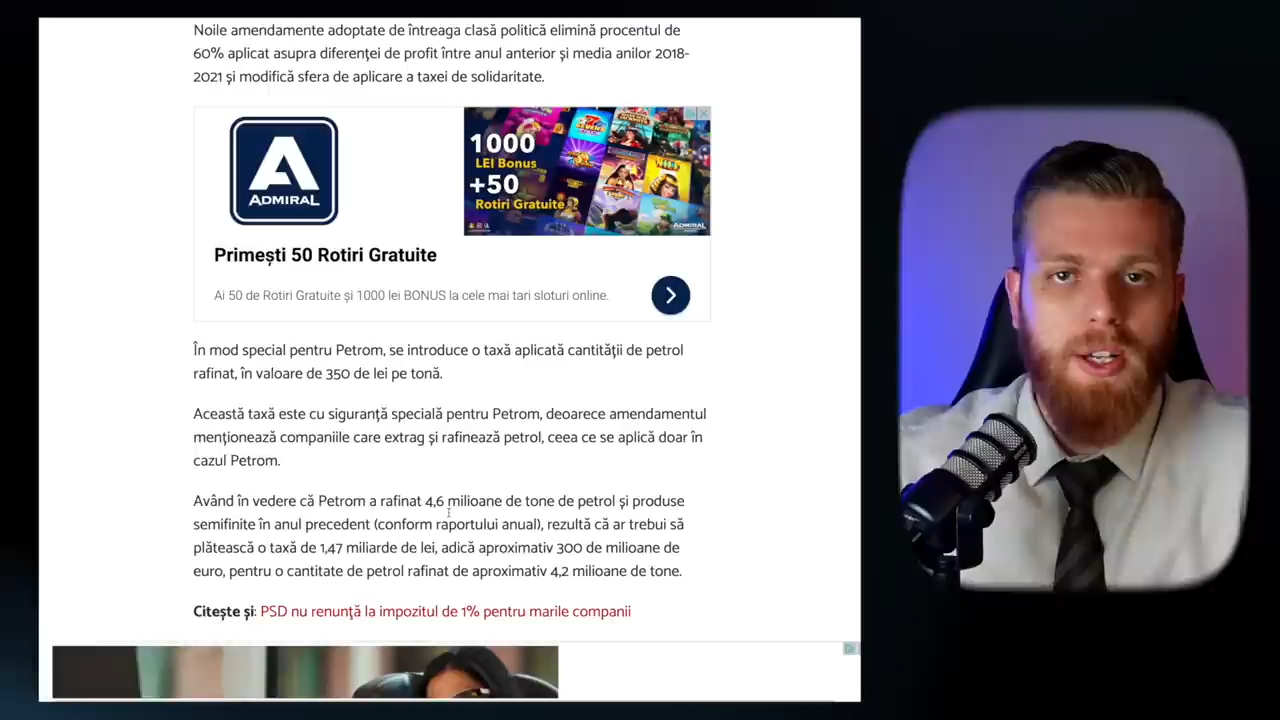 Noile amendamente adoptate de întreaga clasă politică elimină procentul de
60% aplicat asupra diferenței de profit între anul anterior și media anilor 2018-
2021 și modifică sfera de aplicare a taxei de solidaritate.
A
ADMIRAL
1000
LEI Bonus
+50
Rotiri Gratuite
ADMIRAL
Primești 50 Rotiri Gratuite
Ai 50 de Rotiri Gratuite și 1000 lei BONUS la cele mai tari sloturi online.
În mod special pentru Petrom, se introduce o taxă aplicată cantității de petrol
rafinat, în valoare de 350 de lei pe tonă.
Această taxă este cu siguranță specială pentru Petrom, deoarece amendamentul
menționează companiile care extrag și rafinează petrol, ceea ce se aplică doar în
cazul Petrom.
Având în vedere că Petrom a rafinat 4,6 milioane de tone de petrol și produse
semifinite în anul precedent (conform raportului anual), rezultă că ar trebui să
plătească o taxă de 1,47 miliarde de lei, adică aproximativ 300 de milioane de
euro, pentru o cantitate de petrol rafinat de aproximativ 4,2 milioane de tone.
Citește și: PSD nu renunță la impozitul de 1% pentru marile companii